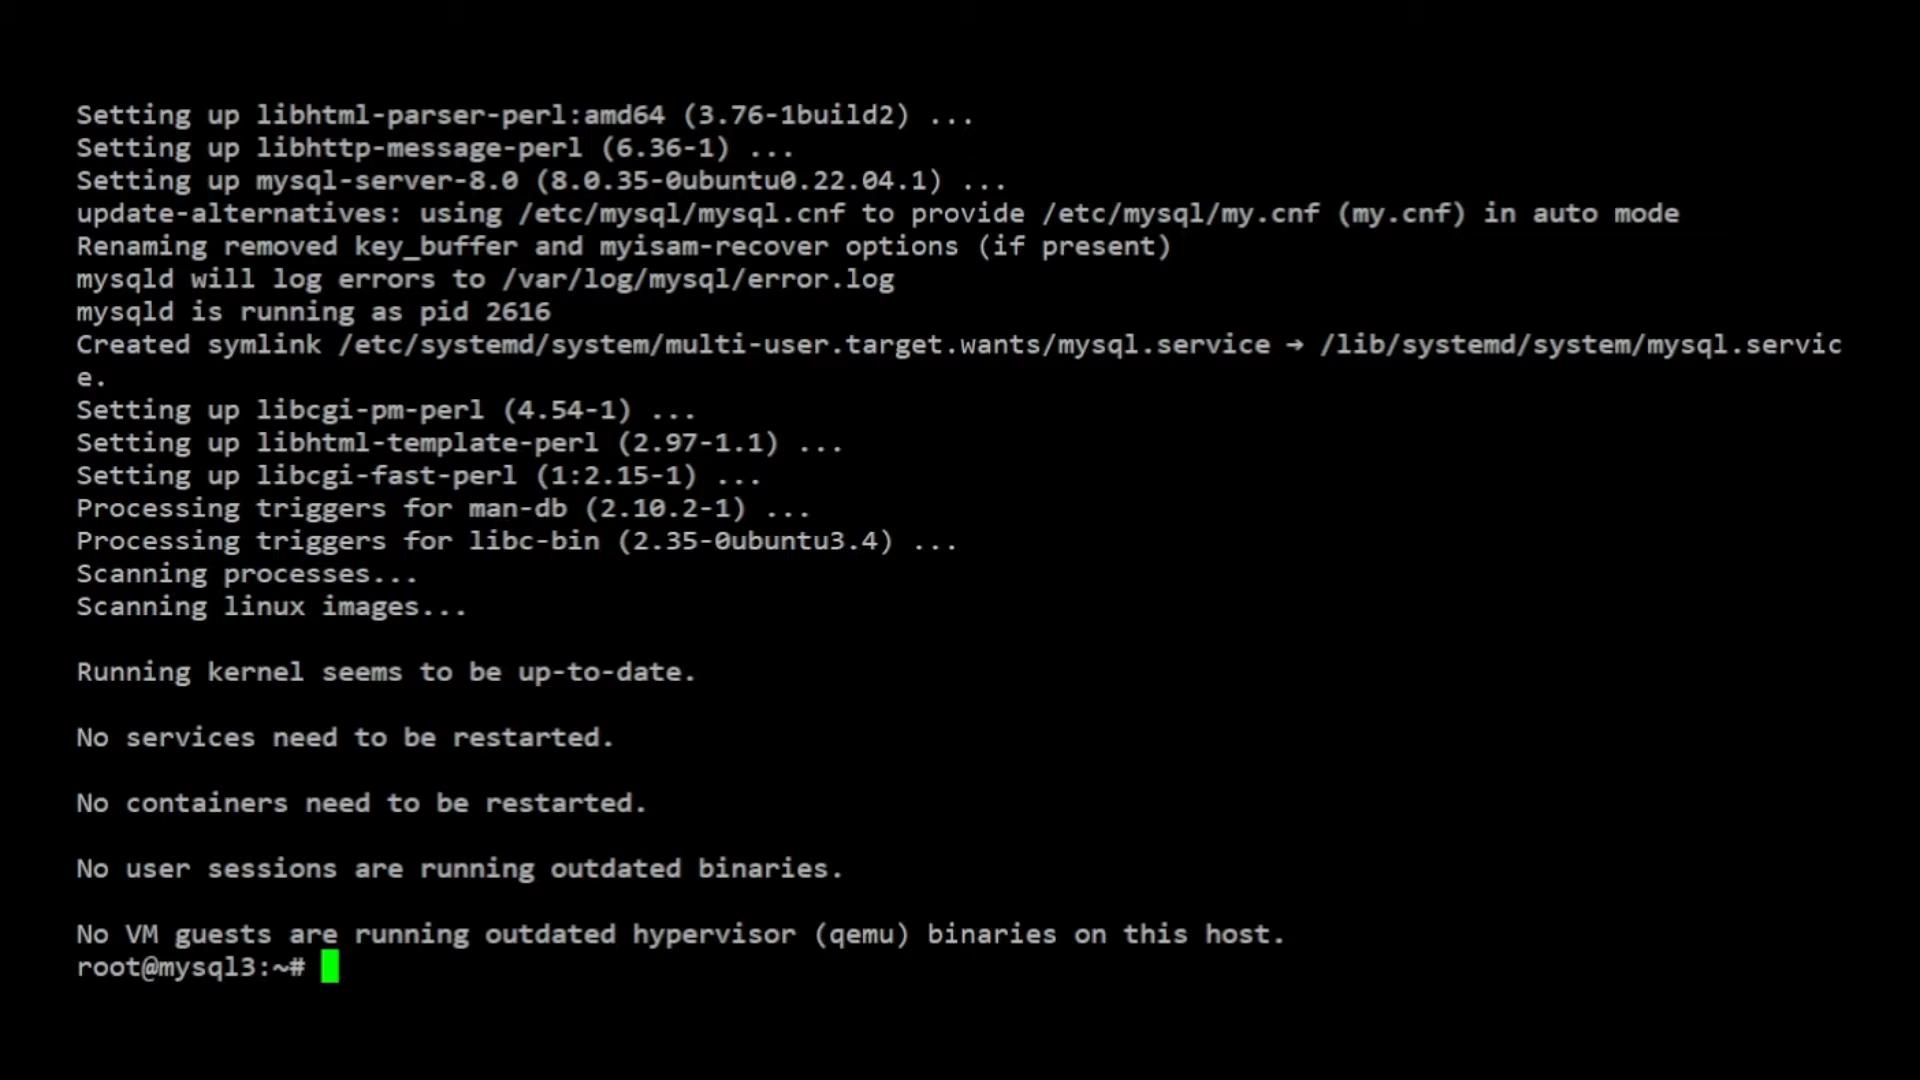 Setting up libhtml-parser-perl:amd64 (3.76-1build2) ...
Setting up libhttp-message-perl (6.36-1) ...
Setting up mysql-server-8.0 (8.0.35-0ubuntu0.22.04.1) ...
update-alternatives: using /etc/mysql/mysql.cnf to provide /etc/mysql/my.cnf (my.cnf) in auto mode
Renaming removed key_buffer and myisam-recover options (if present)
mysqld will log errors to /var/log/mysql/error.log
mysqld is running as pid 2616
Created symlink /etc/systemd/system/multi-user.target.wants/mysql.service → /lib/systemd/system/mysql.servic
e.
Setting up libcgi-pm-perl (4.54-1) ...
Setting up libhtml-template-perl (2.97-1.1) ...
Setting up libcgi-fast-perl (1:2.15-1) ...
Processing triggers for man-db (2.10.2-1) ...
Processing triggers for libc-bin (2.35-0ubuntu3.4) ...
Scanning processes...
Scanning linux images...
Running kernel seems to be up-to-date.
No services need to be restarted.
No containers need to be restarted.
No user sessions are running outdated binaries.
No VM guests are running outdated hypervisor (qemu) binaries on this host.
root@mysql3:~#